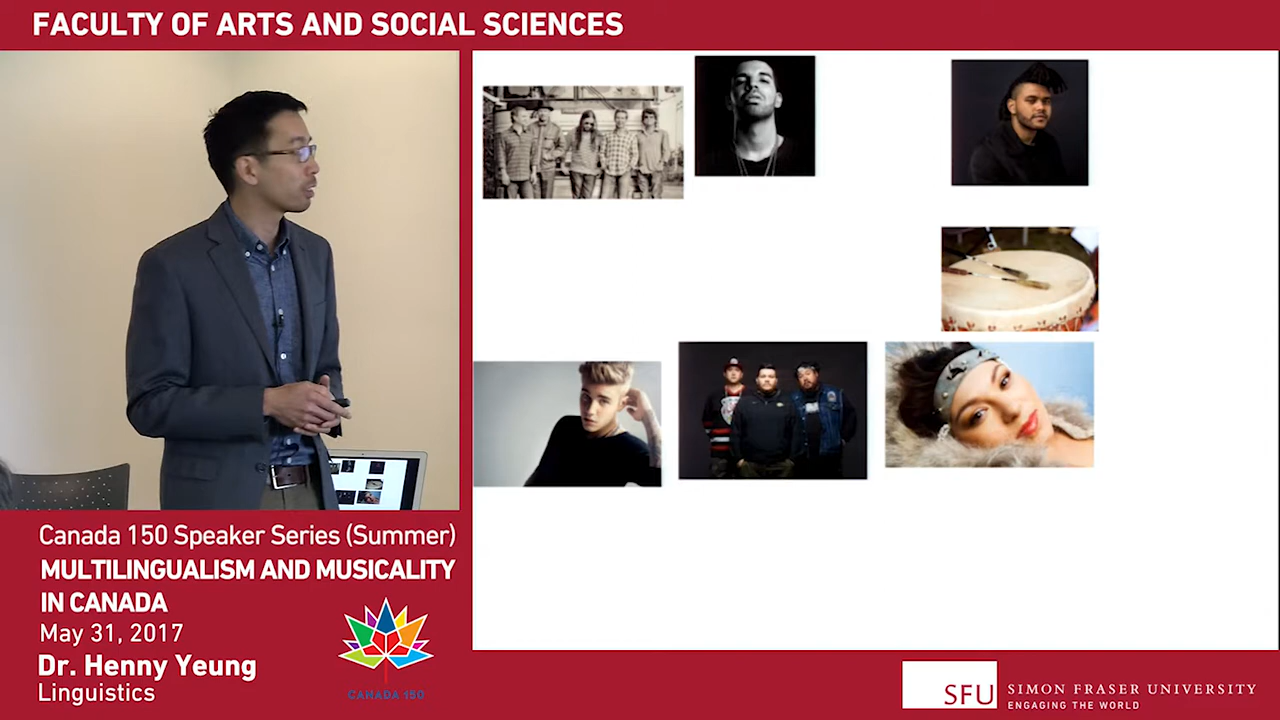 FACULTY OF ARTS AND SOCIAL SCIENCES
Canada 150 Speaker Series (Summer)
MULTILINGUALISM AND MUSICALITY
IN CANADA
May 31, 2017
Dr. Henny Yeung
Linguistics
CANADA 150
SFU
SIMON FRASER UNIVERSITY
ENGAGING THE WORLD